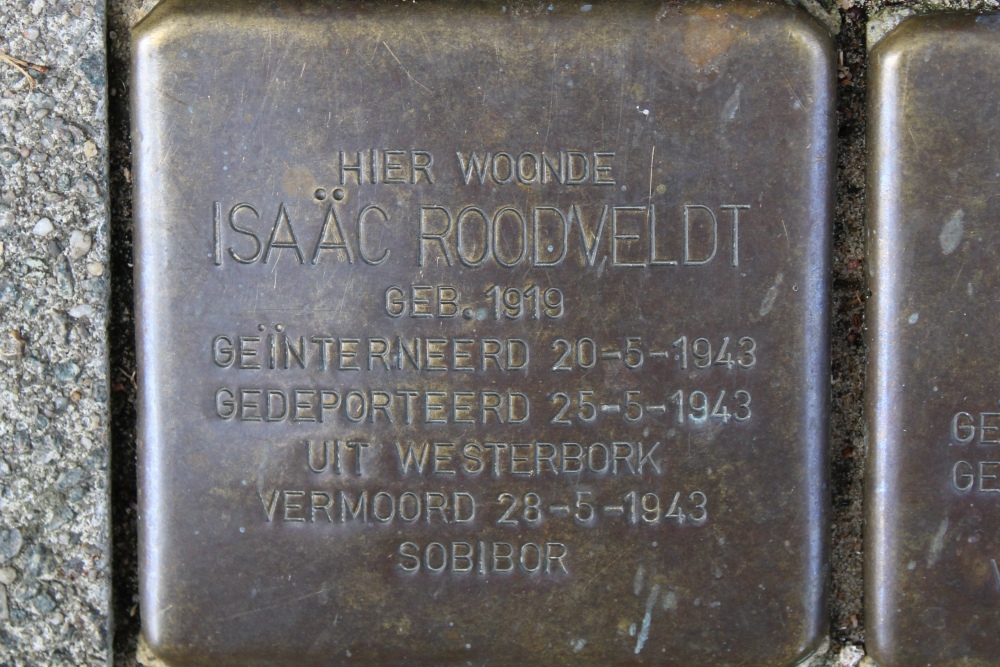 HIER WOONDE
ISAÄC ROODVELDT
GEB. 1919
GEÏNTERNEERD 20-5-1943
GEDEPORTEERD 25-5-1943
UIT WESTERBORK
VERMOORD 28-5-1943
SOBIBOR